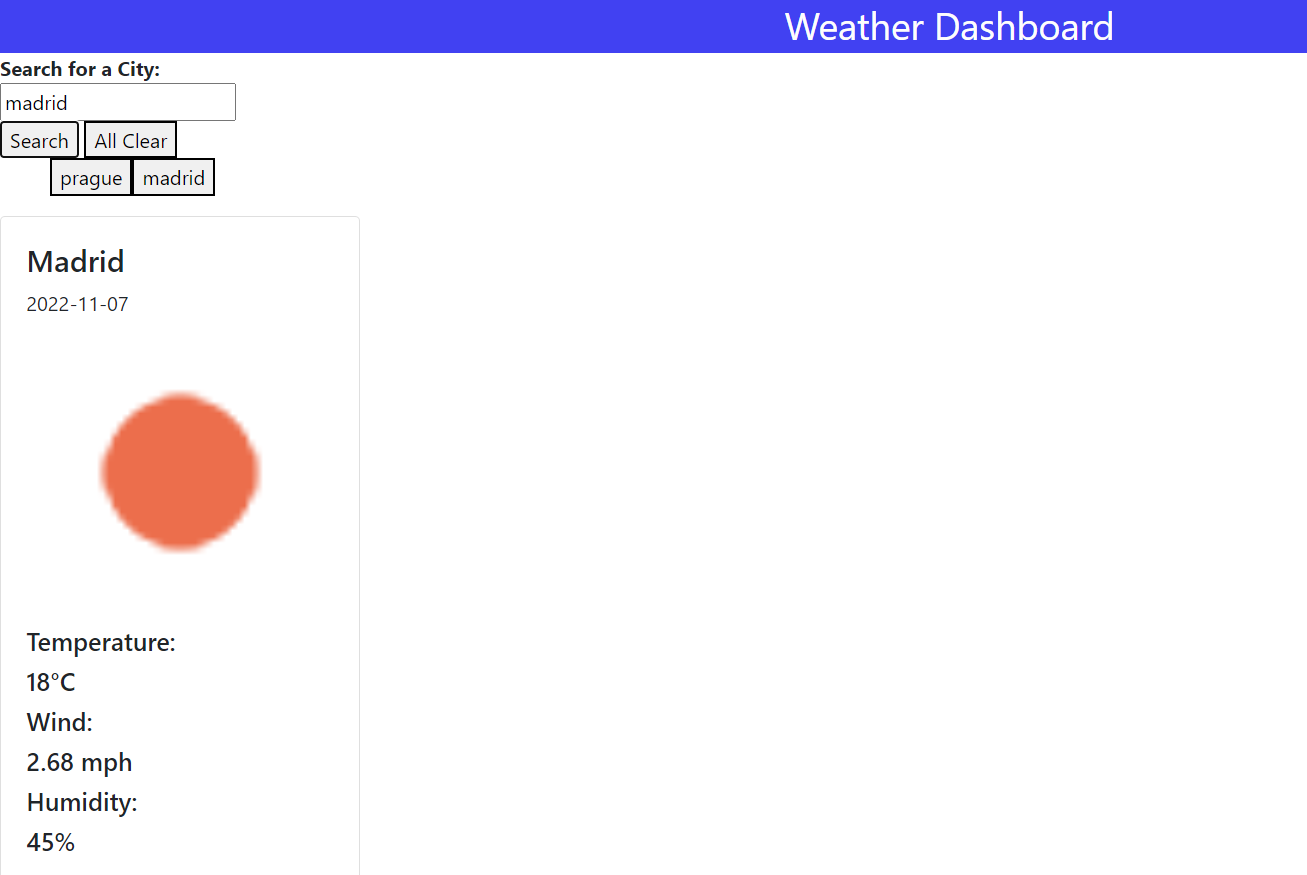 Weather Dashboard
Search for a City:
madrid
Search All Clear
prague madrid
Madrid
2022-11-07
Temperature:
18°C
Wind:
2.68 mph
Humidity:
45%